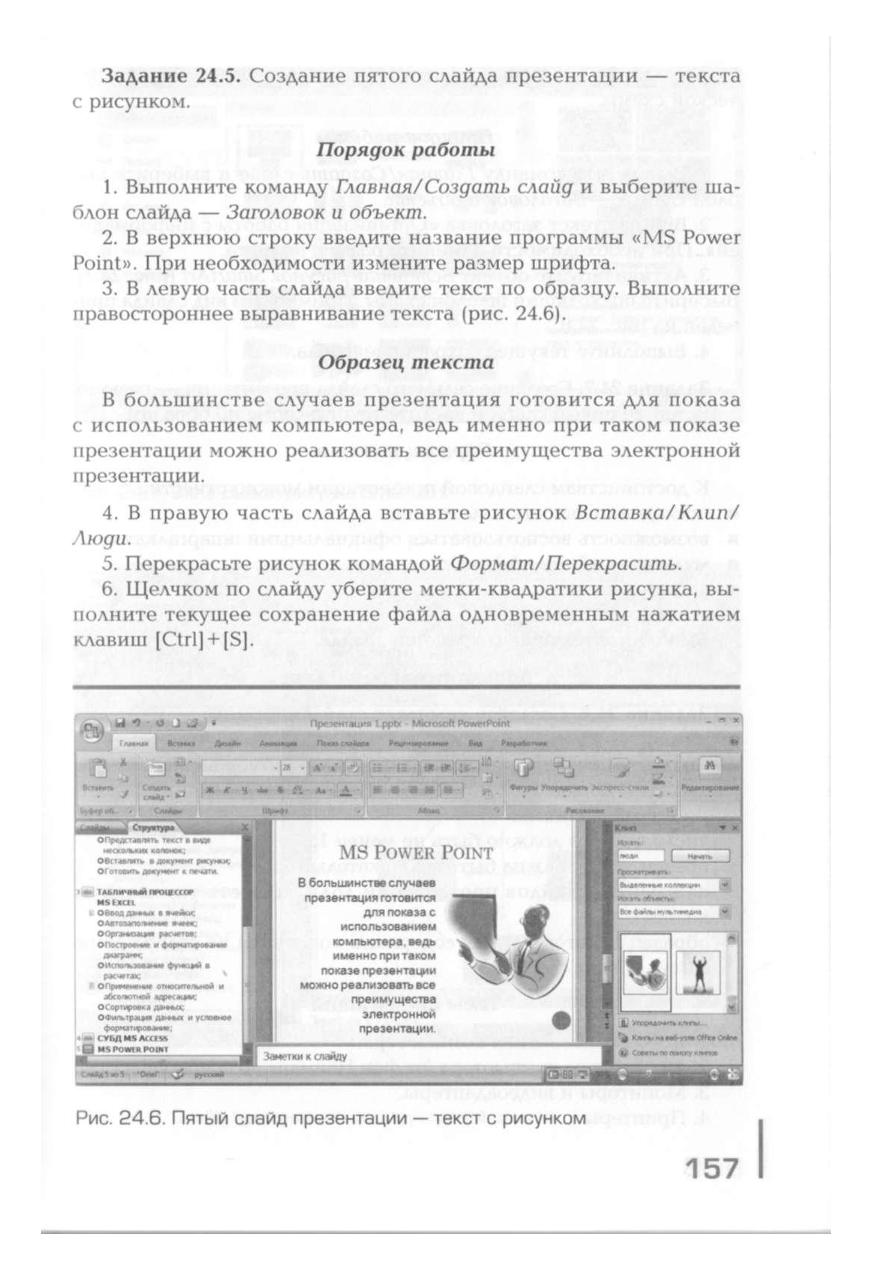 Задание 24.5. Создание пятого слайда презентации — текста
с рисунком.
Порядок работы
1. Выполните команду Главная/Создать слайд и выберите ша-
блон слайда — Заголовок и объект.
2. В верхнюю строку введите название программы «MS Power
Point». При необходимости измените размер шрифта.
3. В левую часть слайда введите текст по образцу. Выполните
правостороннее выравнивание текста (рис. 24.6).
Образец текста
В большинстве случаев презентация готовится для показа
с использованием компьютера, ведь именно при таком показе
презентации можно реализовать все преимущества электронной
презентации.
4. В правую часть слайда вставьте рисунок Вставка/Клип/
Люди.
5. Перекрасьте рисунок командой Формат/Перекрасить.
6. Щелчком по слайду уберите метки-квадратики рисунка, вы-
полните текущее сохранение файла одновременным нажатием
клавиш [Ctrl]+[S].
Презентация 1.pptx - Microsoft PowerPoint
Главная Вставка Дизайн Анимация Показ слайдов Рецензирование Вид Разработчик
Вставить Создать слайд Фигуры Упорядочить Экспресс-стили Редактирование
Буфер об... Слайды Шрифт Абзац Рисование
Слайды Структура
Представлять текст в виде
нескольких колонок;
Вставлять в документ рисунки;
Готовить документ к печати.
3 ТАБЛИЧНЫЙ ПРОЦЕССОР
MS EXCEL
Ввод данных в ячейки;
Автозаполнение ячеек;
Организация расчетов;
Построение и форматирование
диаграмм;
Использование функций в
расчетах;
Применение относительной и
абсолютной адресации;
Сортировка данных;
Фильтрация данных и условное
форматирование;
4 СУБД MS ACCESS
5 MS POWER POINT
MS POWER POINT
В большинстве случаев
презентация готовится
для показа с
использованием
компьютера, ведь
именно при таком
показе презентации
можно реализовать все
преимущества
электронной
презентации.
Заметки к слайду
Клип
Искать:
люди Начать
Просматривать:
Выделенные коллекции
Искать объекты:
Все файлы мультимедиа
Упорядочить клипы...
Клипы на веб-узле Office Online
Советы по поиску клипов
Слайд 5 из 5 "Oriel" русский
Рис. 24.6. Пятый слайд презентации — текст с рисунком
157